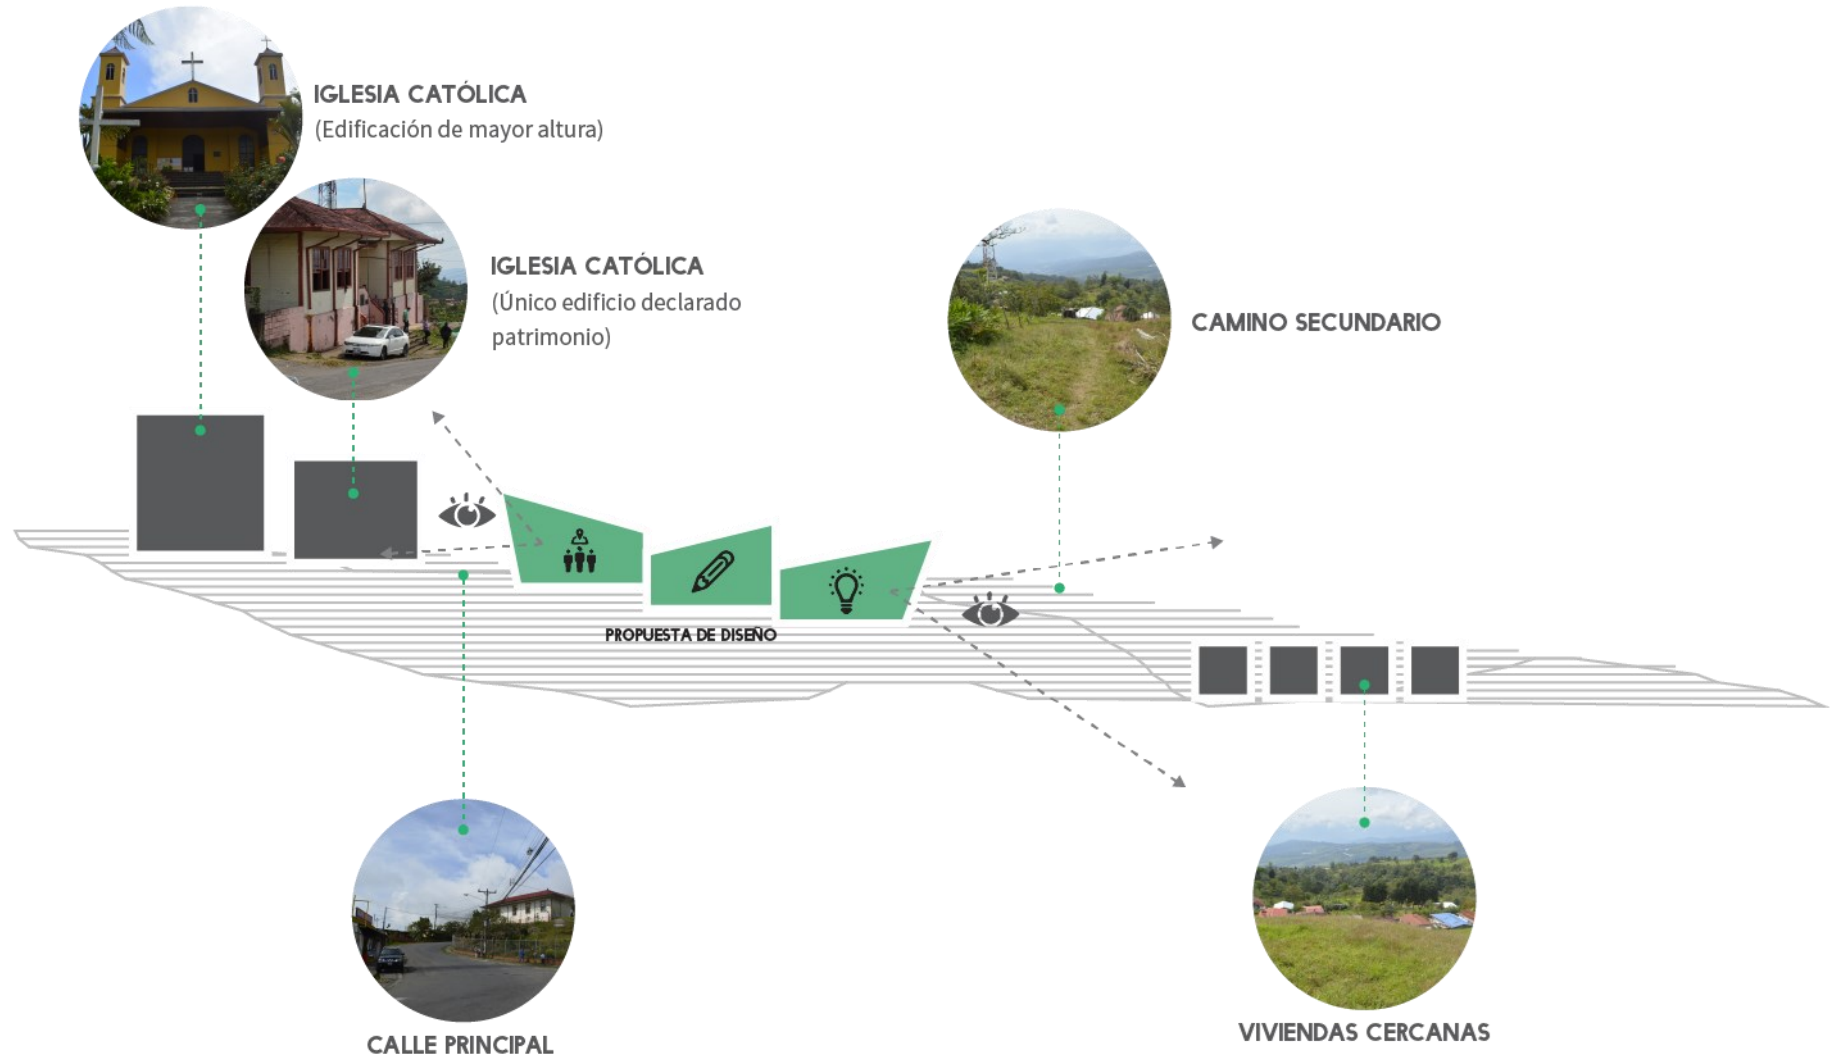 IGLESIA CATÓLICA
(Edificación de mayor altura)
IGLESIA CATÓLICA
(Único edificio declarado
patrimonio)
CAMINO SECUNDARIO
PROPUESTA DE DISEÑO
CALLE PRINCIPAL
VIVIENDAS CERCANAS